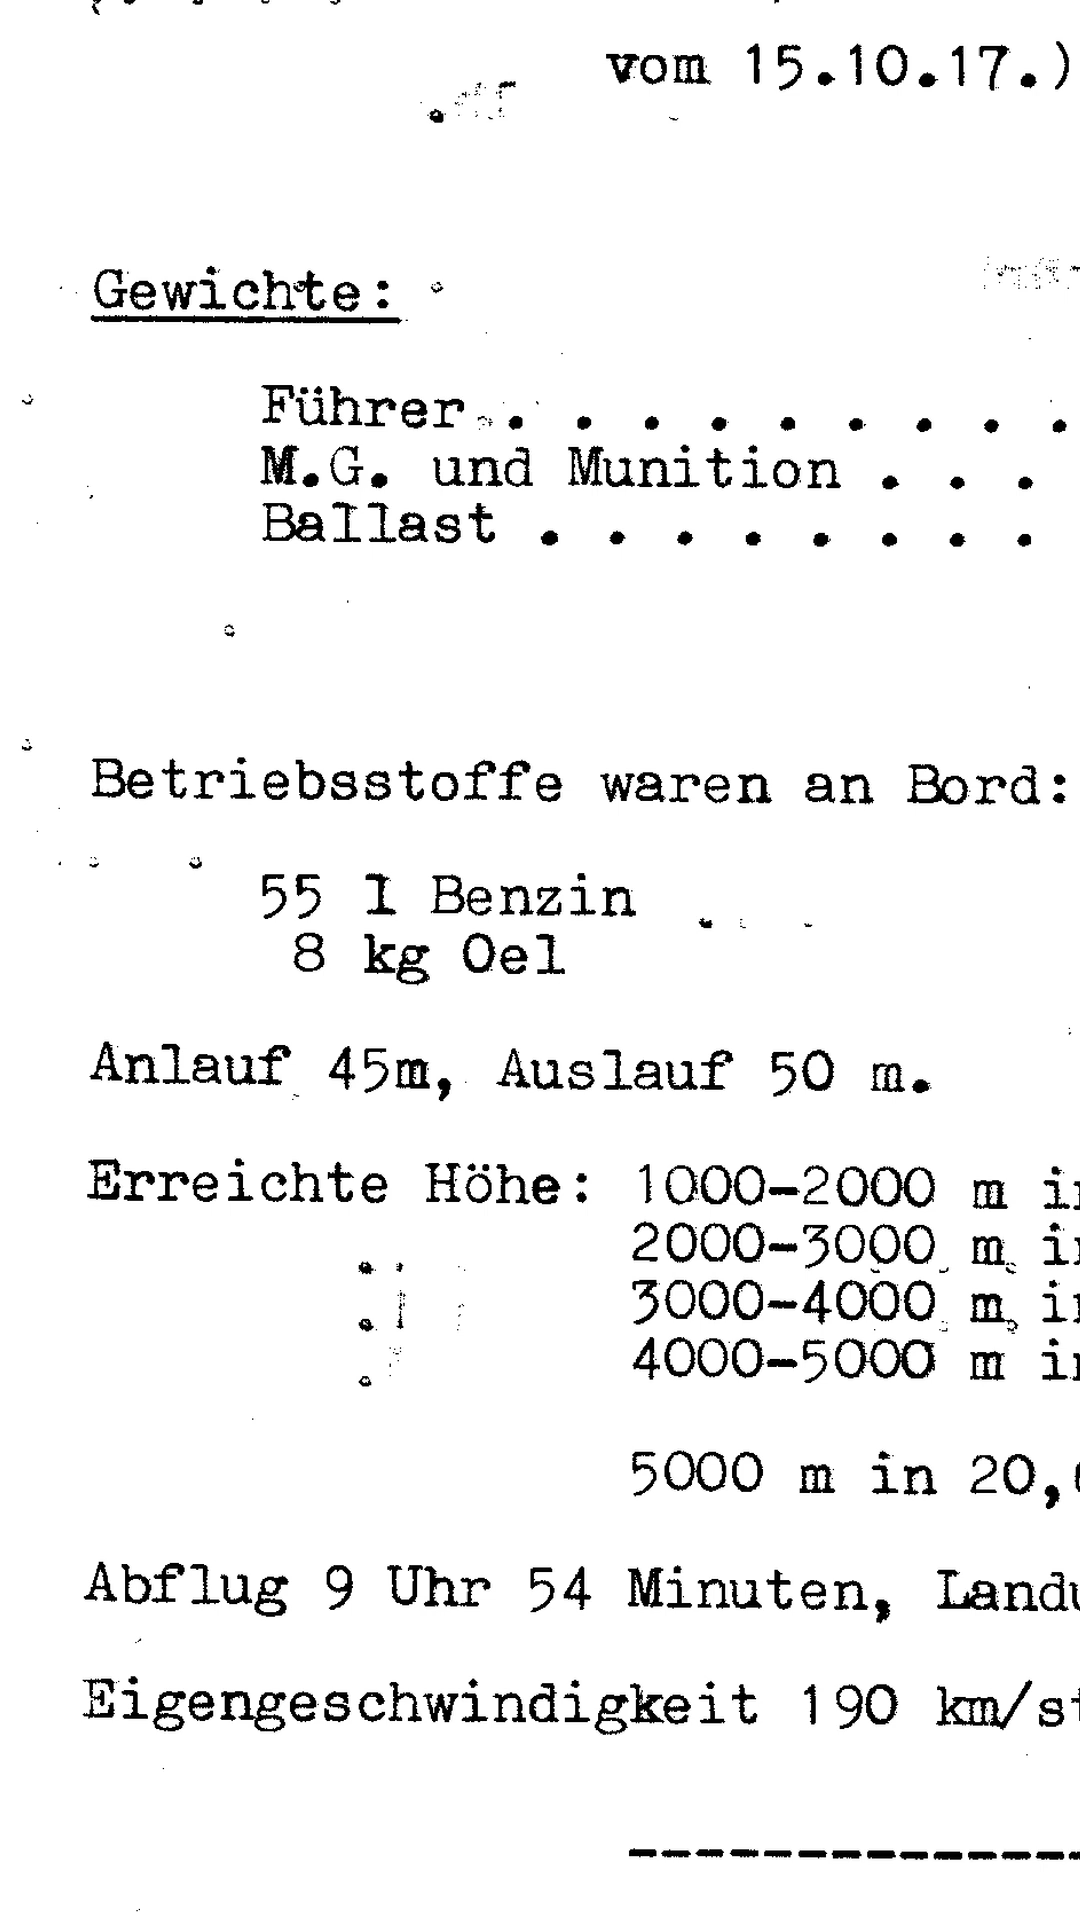 vom 15.10.17.)
Gewichte:
Führer . . . . . . . . .
M.G. und Munition . . .
Ballast . . . . . . . .
Betriebsstoffe waren an Bord:
55 l Benzin
8 kg Oel
Anlauf 45m, Auslauf 50 m.
Erreichte Höhe: 1000-2000 m
2000-3000 m
3000-4000 m
4000-5000 m
5000 m in 20,
Abflug 9 Uhr 54 Minuten,
Eigengeschwindigkeit 190
--------------